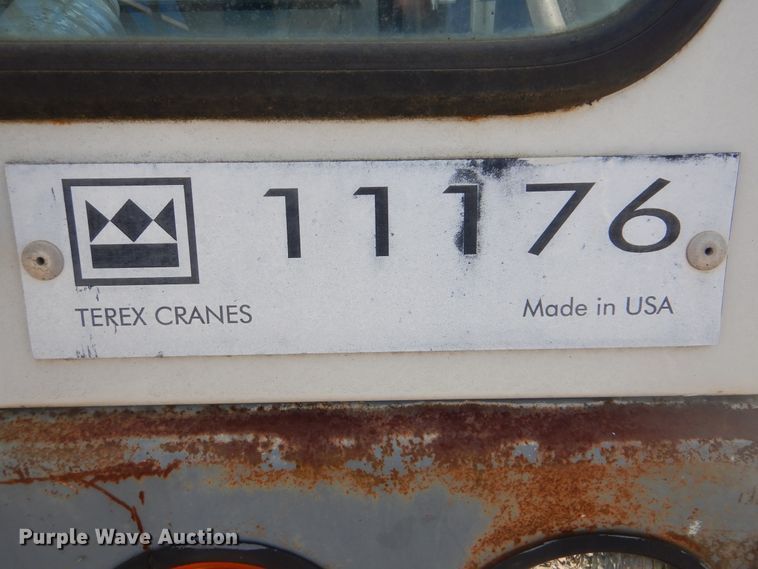 11176
TEREX CRANES
Made in USA
Purple Wave Auction